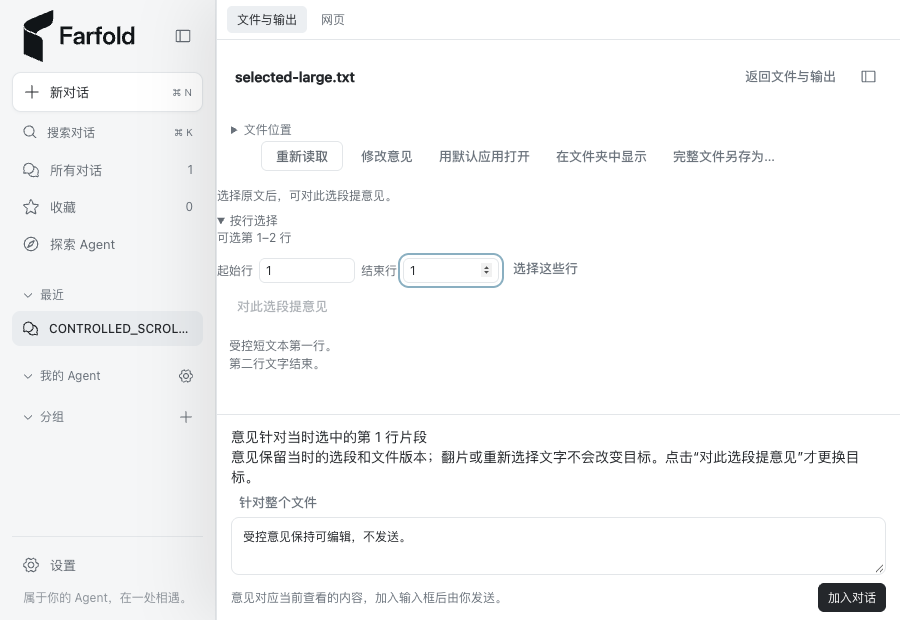 Farfold
新对话 ⌘ N
搜索对话 ⌘ K
所有对话 1
收藏 0
探索 Agent
最近
CONTROLLED_SCROL...
我的 Agent
分组
设置
属于你的 Agent，在一处相遇。
文件与输出 网页
selected-large.txt 返回文件与输出
文件位置
重新读取 修改意见 用默认应用打开 在文件夹中显示 完整文件另存为...
选择原文后，可对此选段提意见。
按行选择
可选第 1–2 行
起始行 1 结束行 1 选择这些行
对此选段提意见
受控短文本第一行。
第二行文字结束。
意见针对当时选中的第 1 行片段
意见保留当时的选段和文件版本；翻片或重新选择文字不会改变目标。点击“对此选段提意见”才更换目
标。
针对整个文件
受控意见保持可编辑，不发送。
意见对应当前查看的内容，加入输入框后由你发送。 加入对话